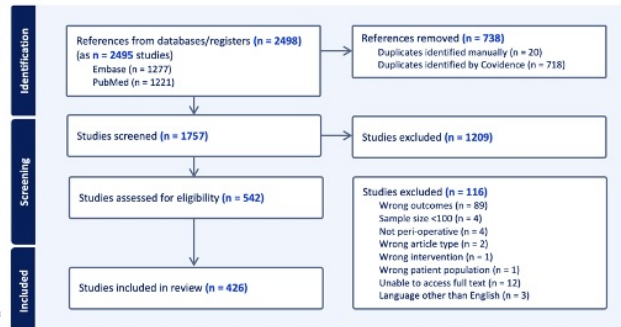 Identification
References from databases/registers (n = 2498)
(as n = 2495 studies)
Embase (n = 1277)
PubMed (n = 1221)
References removed (n = 738)
Duplicates identified manually (n = 20)
Duplicates identified by Covidence (n = 718)
Screening
Studies screened (n = 1757)
Studies excluded (n = 1209)
Studies assessed for eligibility (n = 542)
Studies excluded (n = 116)
Wrong outcomes (n = 89)
Sample size <100 (n = 4)
Not peri-operative (n = 4)
Wrong article type (n = 2)
Wrong intervention (n = 1)
Wrong patient population (n = 1)
Unable to access full text (n = 12)
Language other than English (n = 3)
Included
Studies included in review (n = 426)